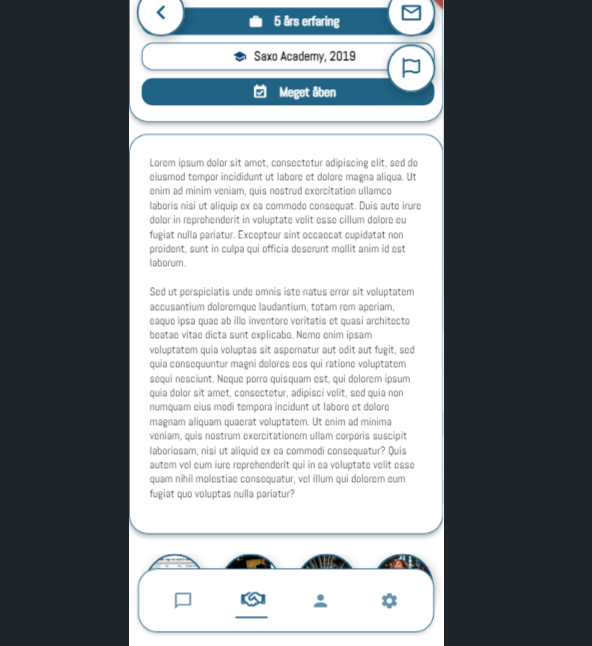 5 års erfaring
Saxo Academy, 2019
Meget åben
Lorem ipsum dolor sit amet, consectetur adipiscing elit, sed do
eiusmod tempor incididunt ut labore et dolore magna aliqua. Ut
enim ad minim veniam, quis nostrud exercitation ullamco
laboris nisi ut aliquip ex ea commodo consequat. Duis aute irure
dolor in reprehenderit in voluptate velit esse cillum dolore eu
fugiat nulla pariatur. Excepteur sint occaecat cupidatat non
proident, sunt in culpa qui officia deserunt mollit anim id est
laborum.
Sed ut perspiciatis unde omnis iste natus error sit voluptatem
accusantium doloremque laudantium, totam rem aperiam,
eaque ipsa quae ab illo inventore veritatis et quasi architecto
beatae vitae dicta sunt explicabo. Nemo enim ipsam
voluptatem quia voluptas sit aspernatur aut odit aut fugit, sed
quia consequuntur magni dolores eos qui ratione voluptatem
sequi nesciunt. Neque porro quisquam est, qui dolorem ipsum
quia dolor sit amet, consectetur, adipisci velit, sed quia non
numquam eius modi tempora incidunt ut labore et dolore
magnam aliquam quaerat voluptatem. Ut enim ad minima
veniam, quis nostrum exercitationem ullam corporis suscipit
laboriosam, nisi ut aliquid ex ea commodi consequatur? Quis
autem vel eum iure reprehenderit qui in ea voluptate velit esse
quam nihil molestiae consequatur, vel illum qui dolorem eum
fugiat quo voluptas nulla pariatur?